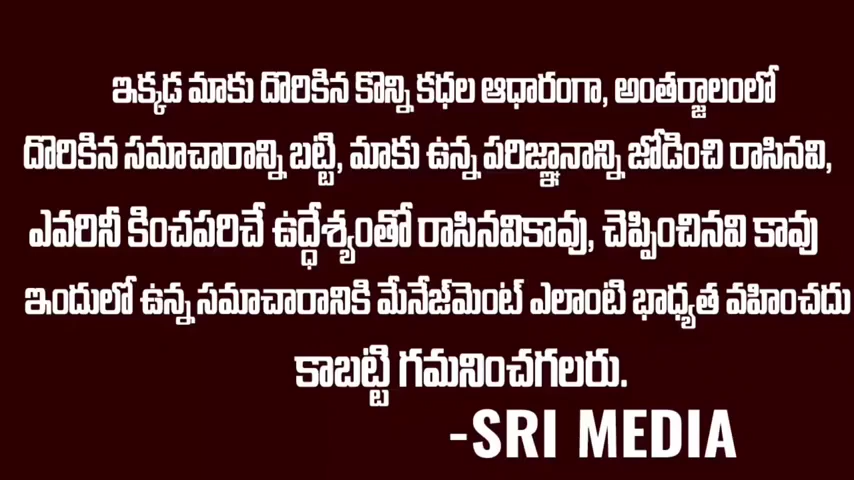 ఇక్కడ మాకు దొరికిన కొన్ని కధల ఆధారంగా, అంతర్జాలంలో
దొరికిన సమాచారాన్ని బట్టి, మాకు ఉన్న పరిజ్ఞానాన్ని జోడించి రాసినవి,
ఎవరినీ కించపరిచే ఉద్ధేశ్యంతో రాసినవికావు, చెప్పించినవి కావు
ఇందులో ఉన్న సమాచారానికి మేనేజ్‌మెంట్ ఎలాంటి భాధ్యత వహించదు
కాబట్టి గమనించగలరు.
-SRI MEDIA